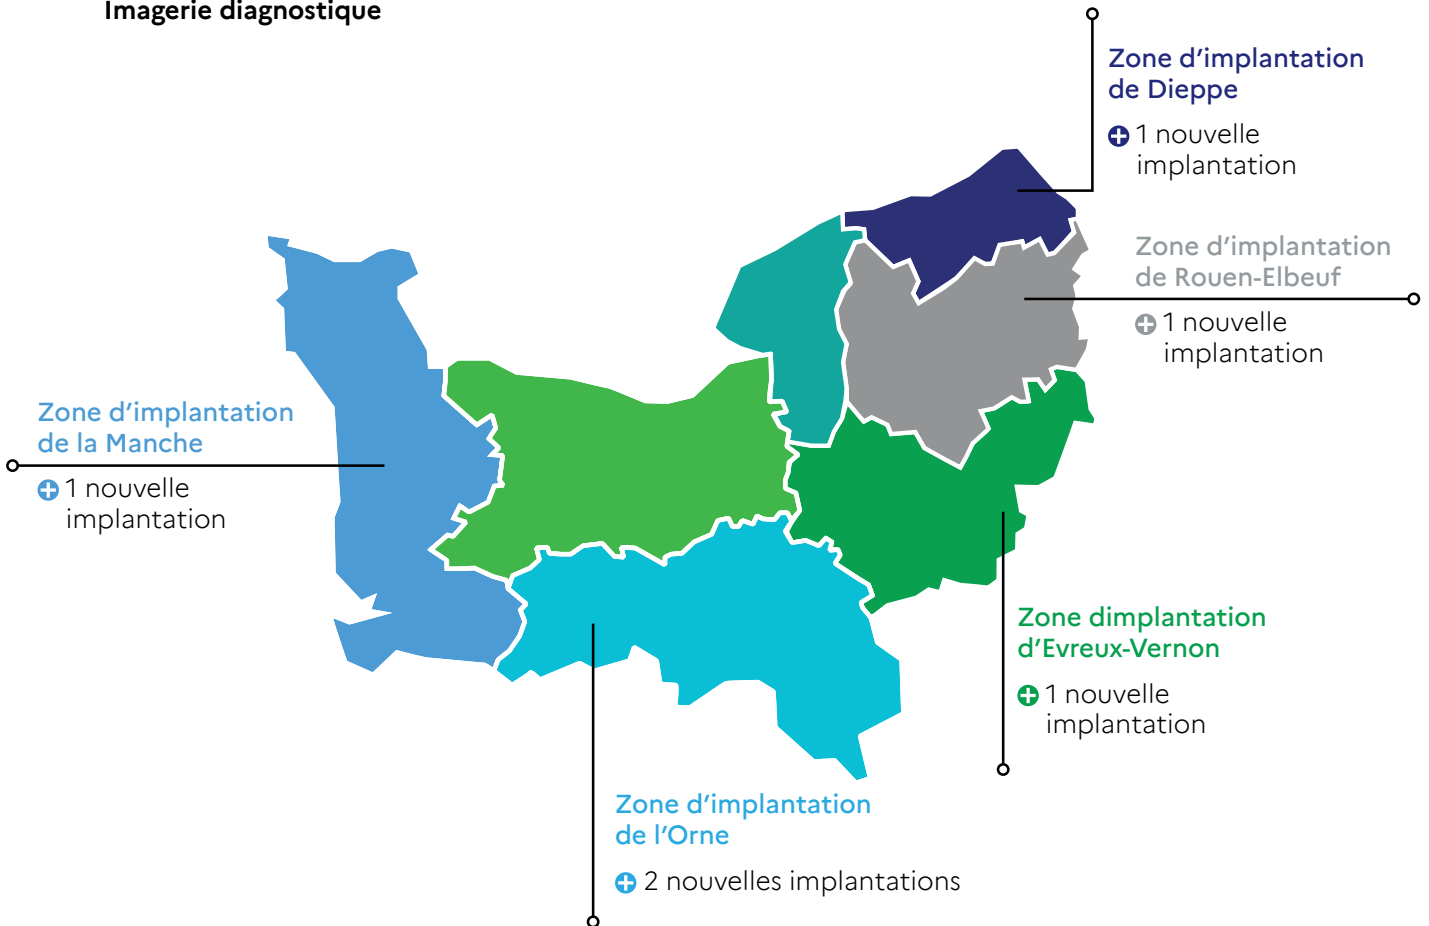 Imagerie diagnostique
Zone d’implantation
de Dieppe
1 nouvelle
implantation
Zone d’implantation
de Rouen-Elbeuf
1 nouvelle
implantation
Zone d’implantation
de la Manche
1 nouvelle
implantation
Zone dimplantation
d’Evreux-Vernon
1 nouvelle
implantation
Zone d’implantation
de l’Orne
2 nouvelles implantations